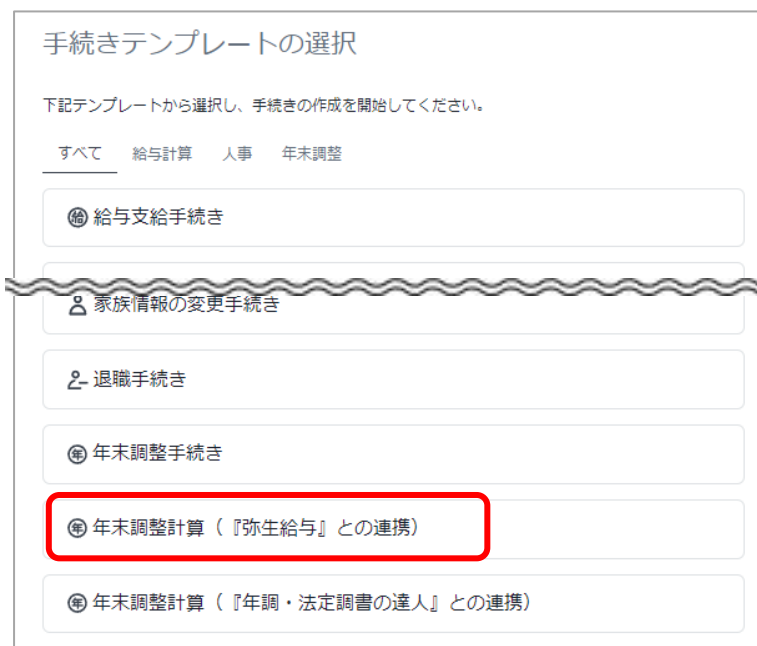 手続きテンプレートの選択
下記テンプレートから選択し、手続きの作成を開始してください。
すべて 給与計算 人事 年末調整
給 給与支給手続き
家族情報の変更手続き
退職手続き
年 年末調整手続き
年 年末調整計算（『弥生給与』との連携）
年 年末調整計算（『年調・法定調書の達人』との連携）